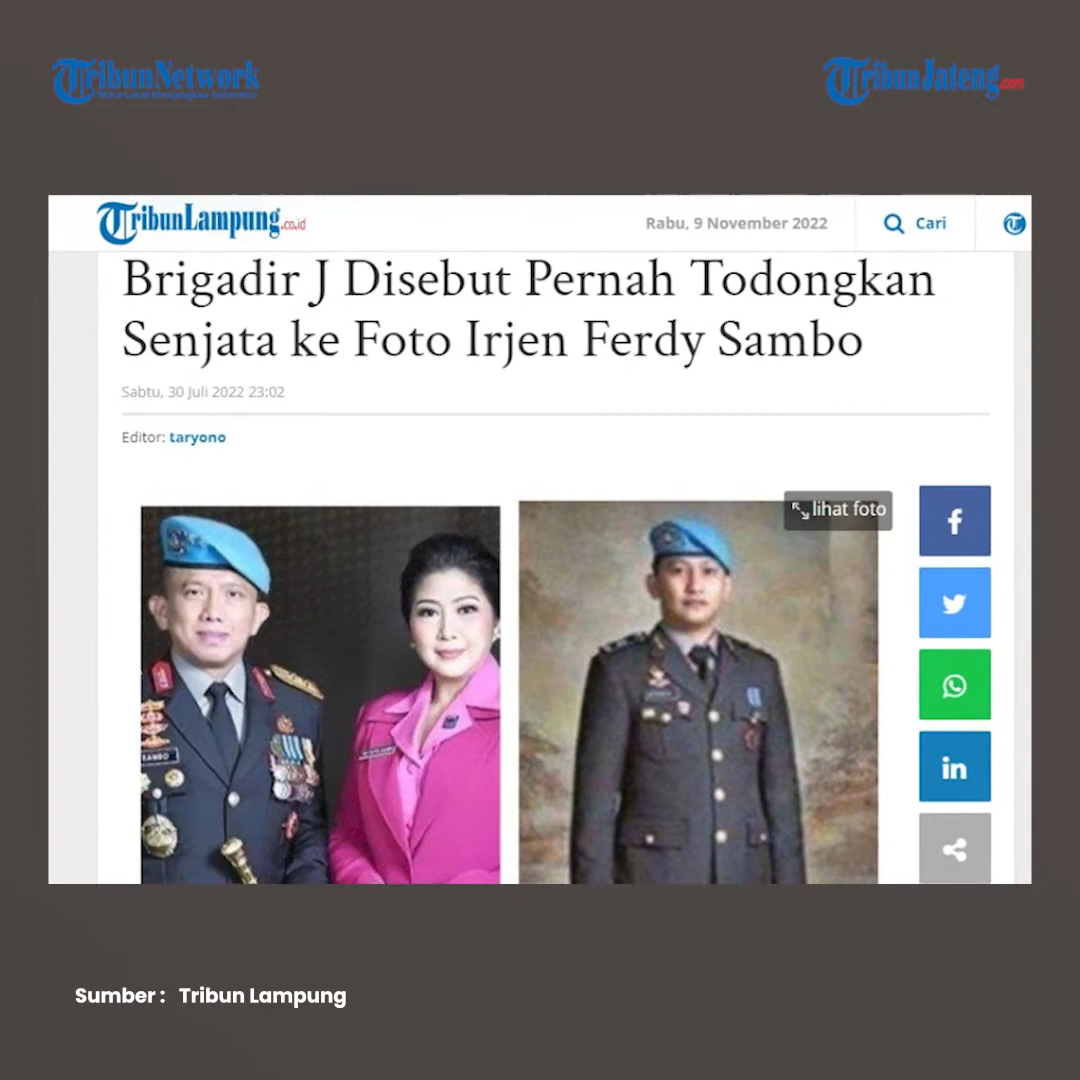 TribunNetwork
TribunJateng.com
TribunLampung.co.id
Rabu, 9 November 2022
Cari
Brigadir J Disebut Pernah Todongkan
Senjata ke Foto Irjen Ferdy Sambo
Sabtu, 30 Juli 2022 23:02
Editor: taryono
lihat foto
SAMBO
Sumber : Tribun Lampung